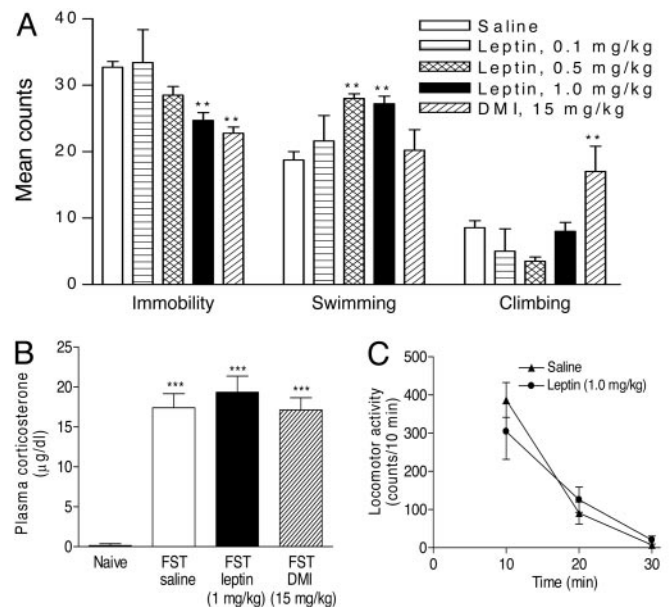 A
40
30
20
10
0
Mean counts
Saline
Leptin, 0.1 mg/kg
Leptin, 0.5 mg/kg
Leptin, 1.0 mg/kg
DMI, 15 mg/kg
**
**
**
**
**
Immobility
Swimming
Climbing
B
25
20
15
10
5
0
Plasma corticosterone
(µg/dl)
***
***
***
Naive
FST
saline
FST
leptin
(1 mg/kg)
FST
DMI
(15 mg/kg)
C
500
400
300
200
100
0
Locomotor activity
(counts/10 min)
Saline
Leptin (1.0 mg/kg)
10
20
30
Time (min)